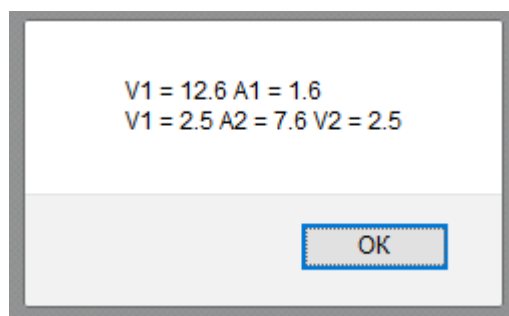 V1 = 12.6 A1 = 1.6
V1 = 2.5 A2 = 7.6 V2 = 2.5
OK